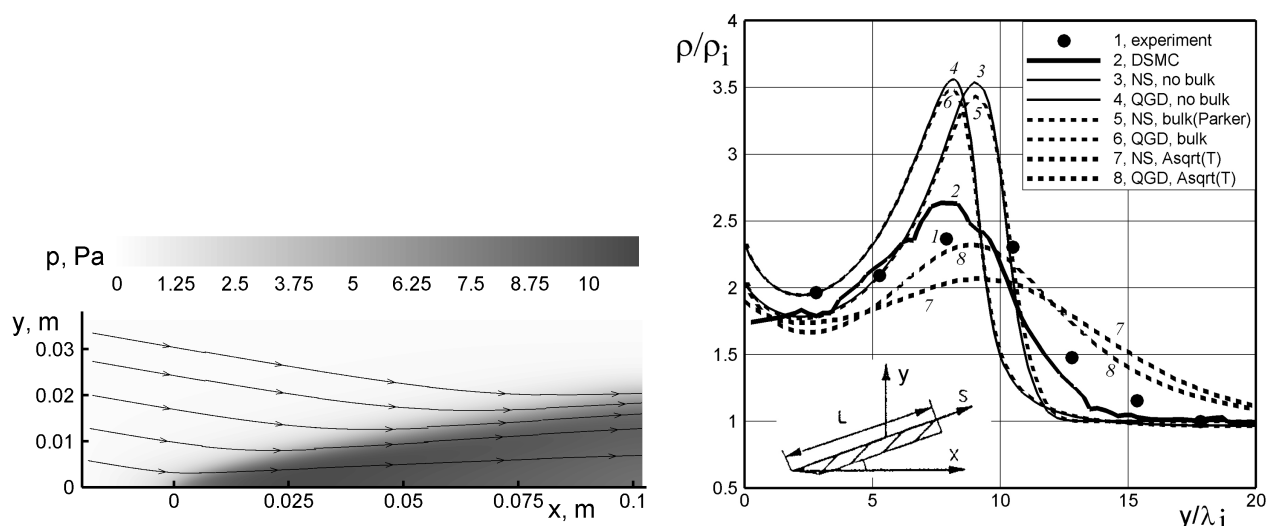 p, Pa
0 1.25 2.5 3.75 5 6.25 7.5 8.75 10
y, m
0.03
0.02
0.01
0
0 0.025 0.05 0.075 0.1
x, m
ρ/ρi
4
3.5
3
2.5
2
1.5
1
0.5
1, experiment
2, DSMC
3, NS, no bulk
4, QGD, no bulk
5, NS, bulk(Parker)
6, QGD, bulk
7, NS, Asqrt(T)
8, QGD, Asqrt(T)
4 3
6 5
2
1
8
7
7
8
y
S
L
X
0 5 10 15 20
y/λi